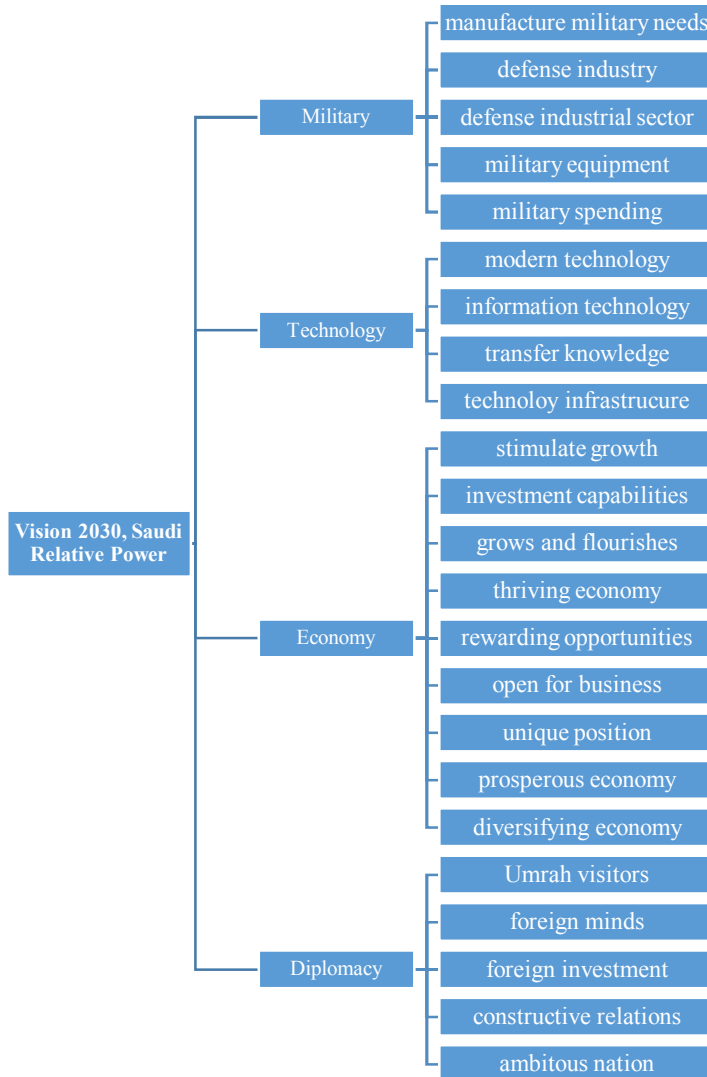 manufacture military needs
defense industry
Military
defense industrial sector
military equipment
military spending
modern technology
information technology
Technology
transfer knowledge
technoloy infrastrucure
stimulate growth
investment capabilities
Vision 2030, Saudi
Relative Power
grows and flourishes
thriving economy
Economy
rewarding opportunities
open for business
unique position
prosperous economy
diversifying economy
Umrah visitors
foreign minds
Diplomacy
foreign investment
constructive relations
ambitous nation